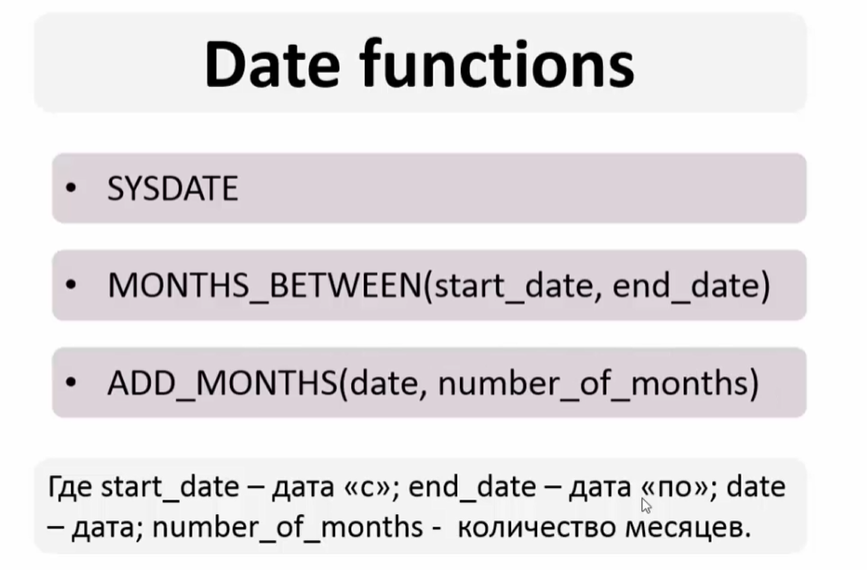 Date functions
• SYSDATE
• MONTHS_BETWEEN(start_date, end_date)
• ADD_MONTHS(date, number_of_months)
Где start_date – дата «с»; end_date – дата «по»; date
– дата; number_of_months - количество месяцев.